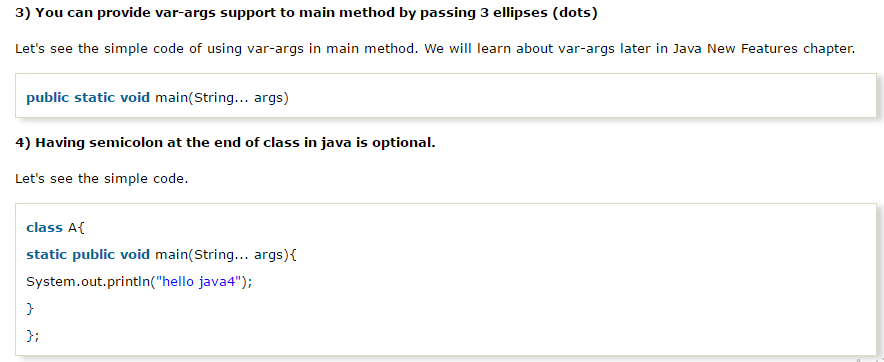 3) You can provide var-args support to main method by passing 3 ellipses (dots)
Let's see the simple code of using var-args in main method. We will learn about var-args later in Java New Features chapter.
public static void main(String... args)
4) Having semicolon at the end of class in java is optional.
Let's see the simple code.
class A{
static public void main(String... args){
System.out.println("hello java4");
}
};